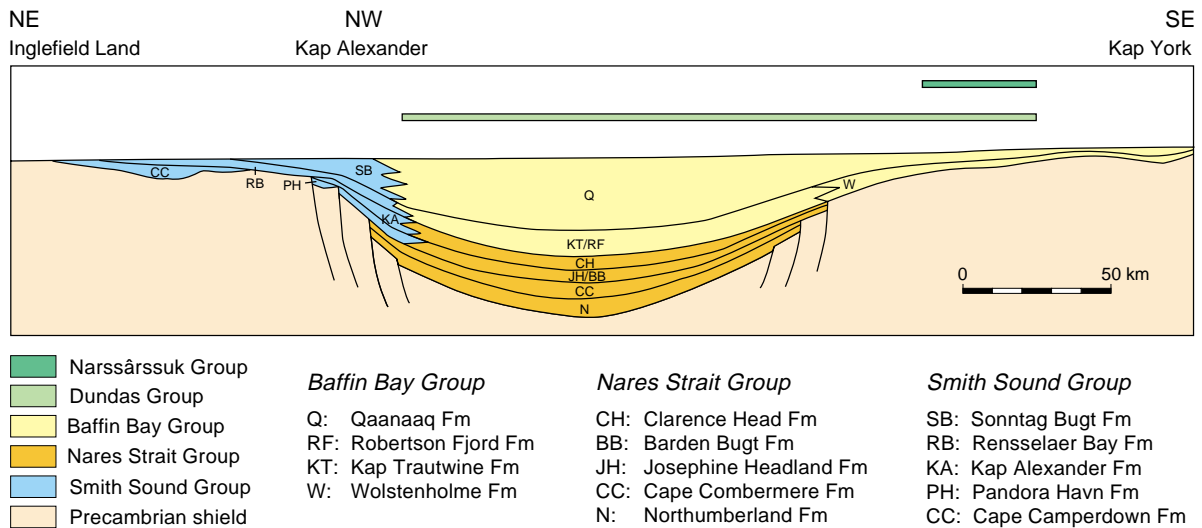 NE NW SE
Inglefield Land Kap Alexander Kap York
CC
RB
PH
SB
KA
Q
W
KT/RF
CH
JH/BB
CC
N
0 50 km
Narssârssuk Group
Dundas Group
Baffin Bay Group
Nares Strait Group
Smith Sound Group
Precambrian shield
Baffin Bay Group
Q: Qaanaaq Fm
RF: Robertson Fjord Fm
KT: Kap Trautwine Fm
W: Wolstenholme Fm
Nares Strait Group
CH: Clarence Head Fm
BB: Barden Bugt Fm
JH: Josephine Headland Fm
CC: Cape Combermere Fm
N: Northumberland Fm
Smith Sound Group
SB: Sonntag Bugt Fm
RB: Rensselaer Bay Fm
KA: Kap Alexander Fm
PH: Pandora Havn Fm
CC: Cape Camperdown Fm